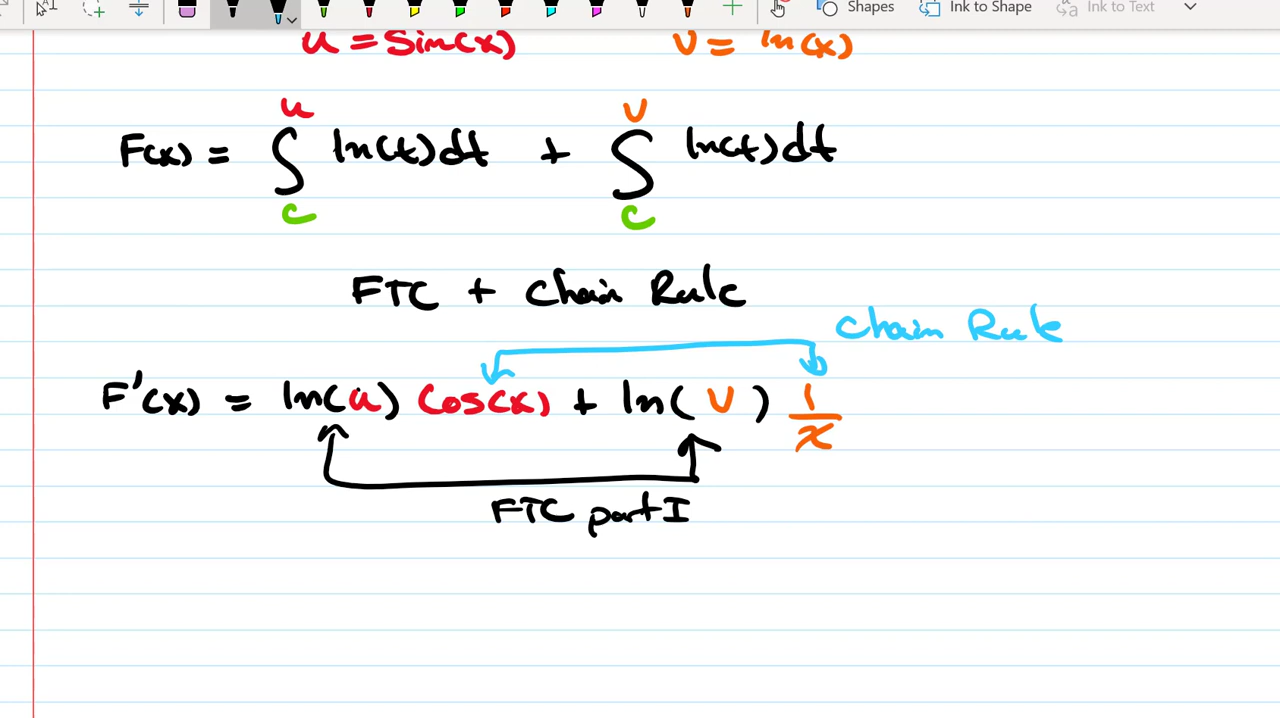 Shapes Ink to Shape Ink to Text
u = Sin(x) v = ln(x)
u v
F(x) = ∫ ln(t)dt + ∫ ln(t)dt
c c
FTC + Chain Rule
Chain Rule
F'(x) = ln(u) Cos(x) + ln( v ) 1/x
FTC part I